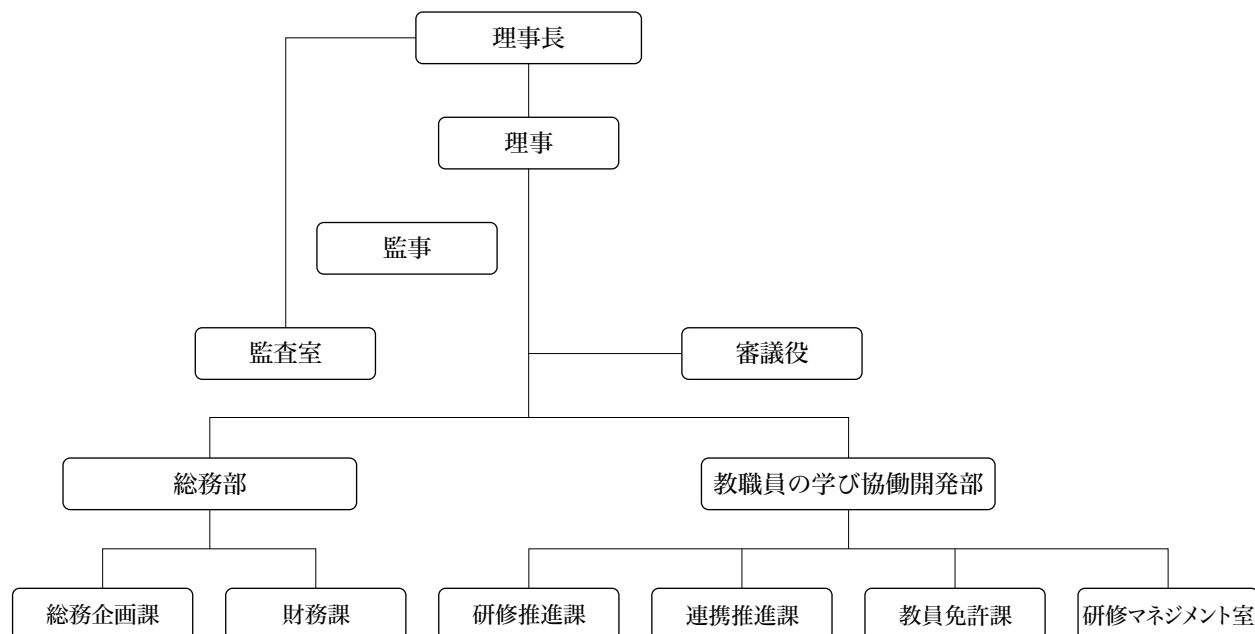 理事長
理事
監事
監査室
審議役
総務部
教職員の学び協働開発部
総務企画課
財務課
研修推進課
連携推進課
教員免許課
研修マネジメント室